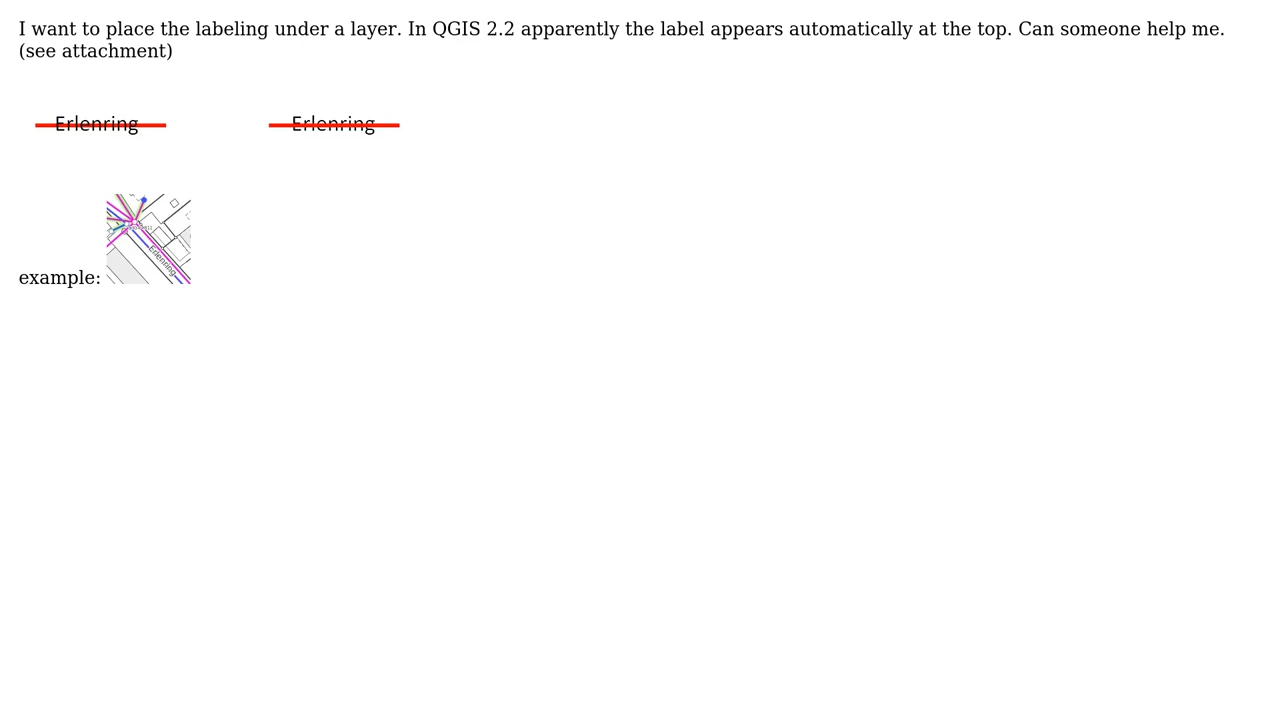 I want to place the labeling under a layer. In QGIS 2.2 apparently the label appears automatically at the top. Can someone help me.
(see attachment)
Erlenring Erlenring
Erlenring
example: